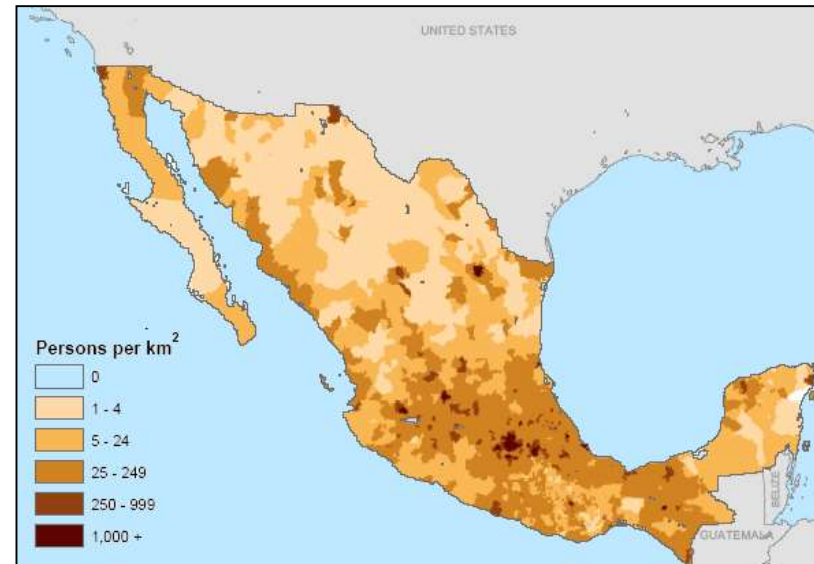 UNITED STATES
Persons per km²
0
1 - 4
5 - 24
25 - 249
250 - 999
1,000 +
BELIZE
GUATEMALA